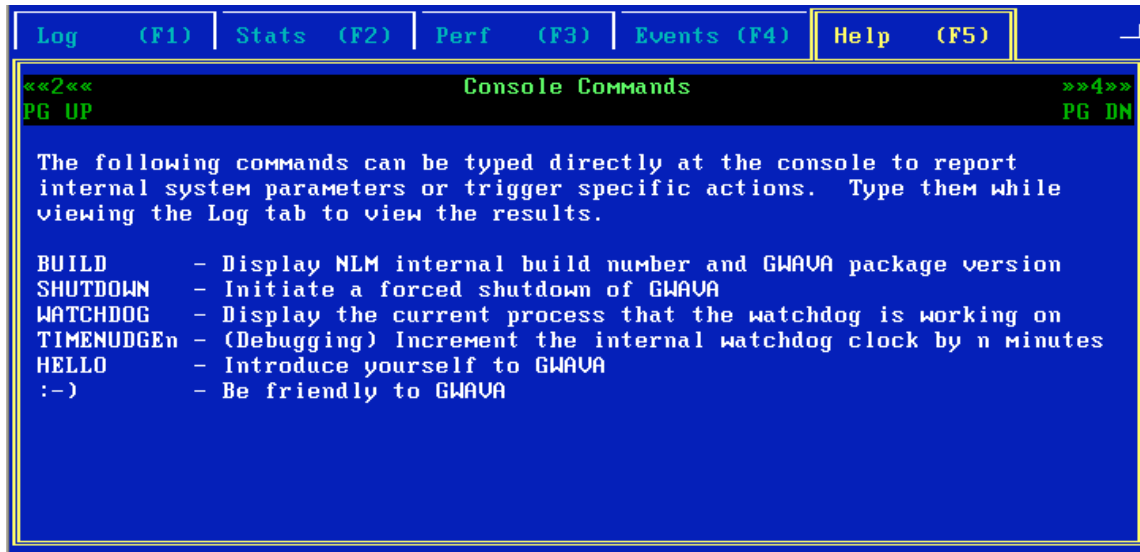 Log (F1) Stats (F2) Perf (F3) Events (F4) Help (F5)
««2«« Console Commands »»4»»
PG UP PG DN
The following commands can be typed directly at the console to report
internal system parameters or trigger specific actions. Type them while
viewing the Log tab to view the results.
BUILD - Display NLM internal build number and GWAVA package version
SHUTDOWN - Initiate a forced shutdown of GWAVA
WATCHDOG - Display the current process that the watchdog is working on
TIMENUDGEn - (Debugging) Increment the internal watchdog clock by n minutes
HELLO - Introduce yourself to GWAVA
:-) - Be friendly to GWAVA